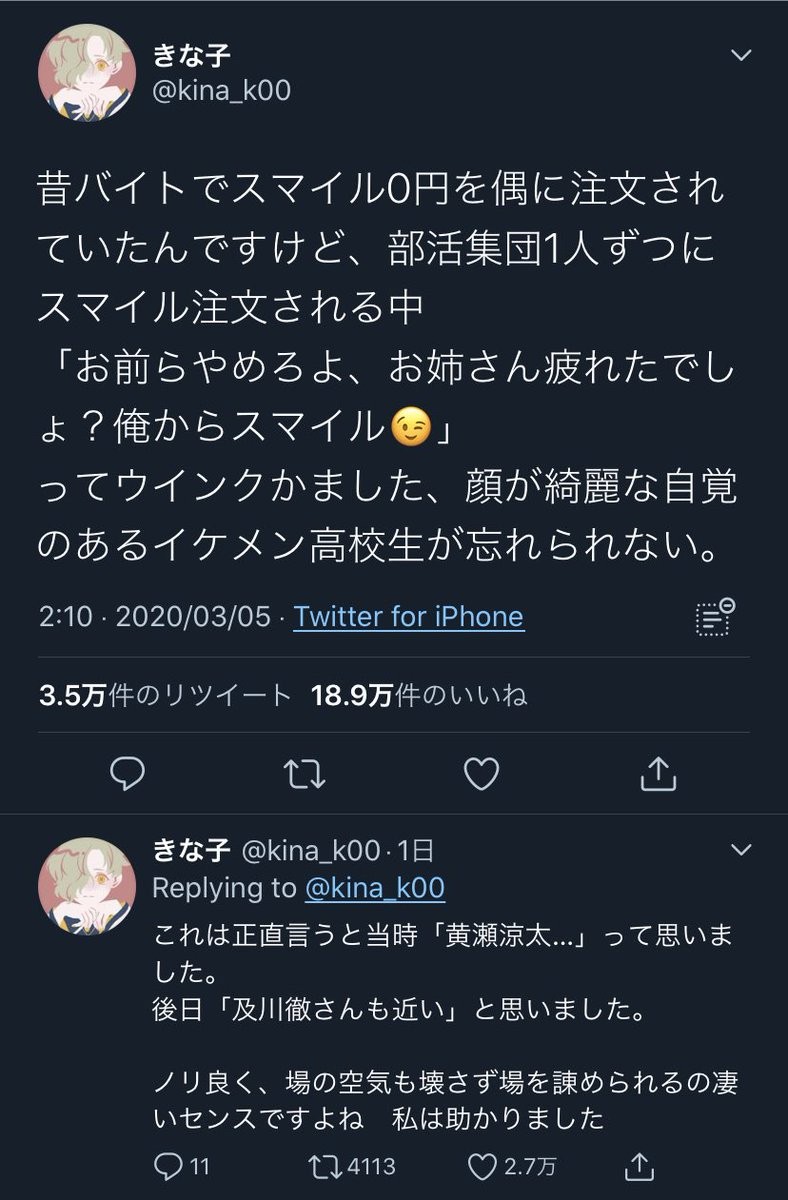 きな子
@kina_k00
昔バイトでスマイル0円を偶に注文され
ていたんですけど、部活集団1人ずつに
スマイル注文される中
「お前らやめろよ、お姉さん疲れたでし
ょ？俺からスマイル😉」
ってウインクかました、顔が綺麗な自覚
のあるイケメン高校生が忘れられない。
2:10 · 2020/03/05 · Twitter for iPhone
3.5万件のリツイート 18.9万件のいいね
きな子 @kina_k00 · 1日
Replying to @kina_k00
これは正直言うと当時「黄瀬涼太...」って思いま
した。
後日「及川徹さんも近い」と思いました。
ノリ良く、場の空気も壊さず場を諌められるの凄
いセンスですよね　私は助かりました
11 4113 2.7万